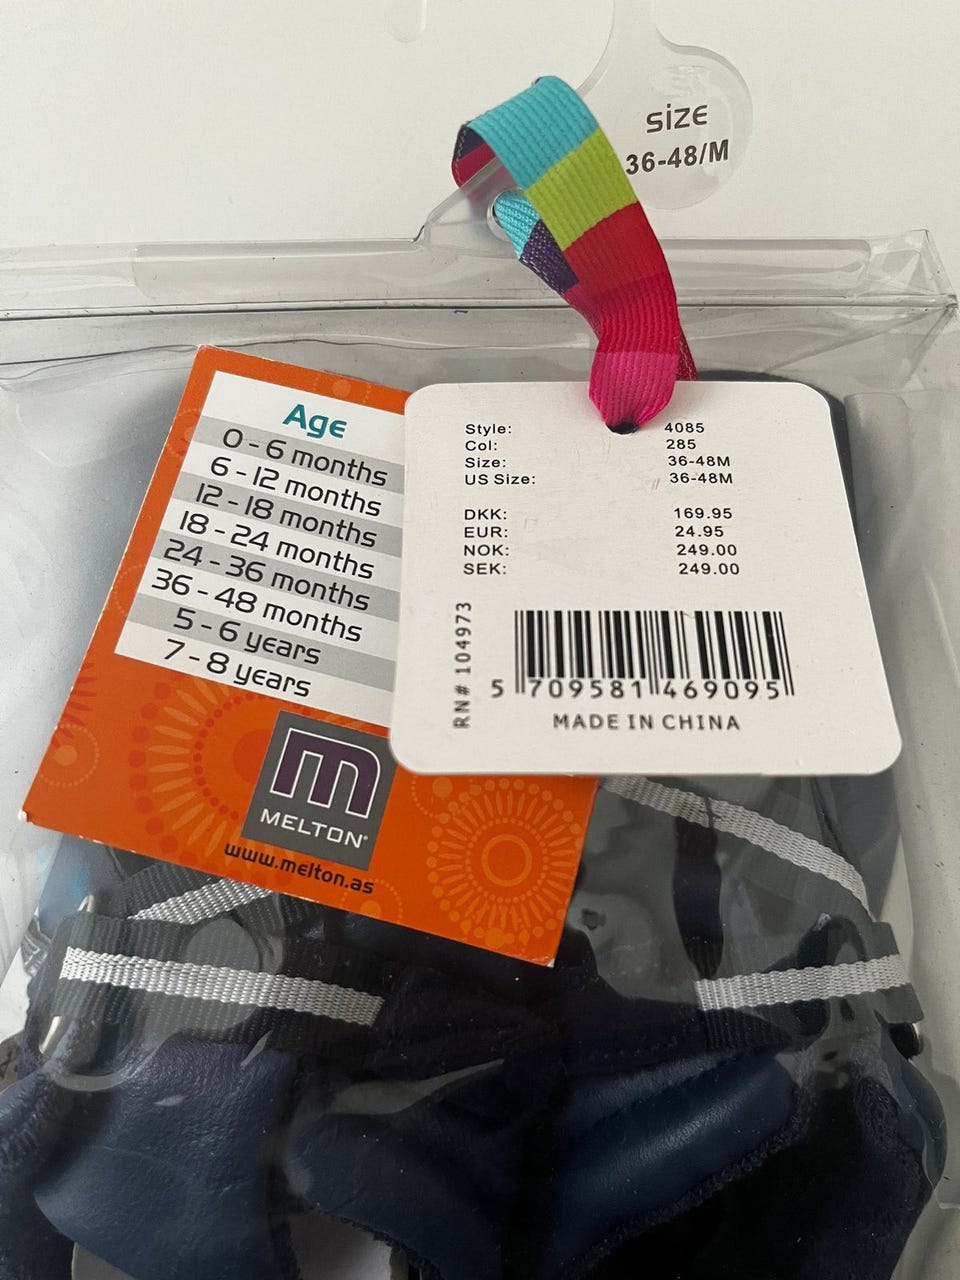 size
36-48/M
Age
0 - 6 months
6 - 12 months
12 - 18 months
18 - 24 months
24 - 36 months
36 - 48 months
5 - 6 years
7 - 8 years
m
MELTON®
www.melton.as
Style: 4085
Col: 285
Size: 36-48M
US Size: 36-48M
DKK: 169.95
EUR: 24.95
NOK: 249.00
SEK: 249.00
RN# 104973
5 709581 469095
MADE IN CHINA